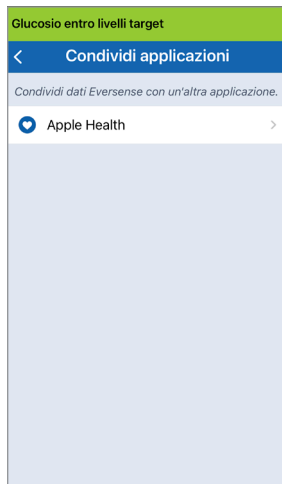 Glucosio entro livelli target
Condividi applicazioni
Condividi dati Eversense con un'altra applicazione.
Apple Health